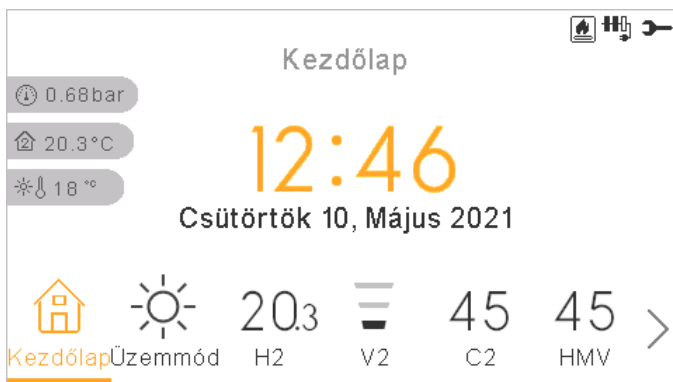 Kezdőlap
0.68bar
2 20.3°C
18 °C
12:46
Csütörtök 10, Május 2021
20.3 45 45
Kezdőlap Üzemmód H2 V2 C2 HMV